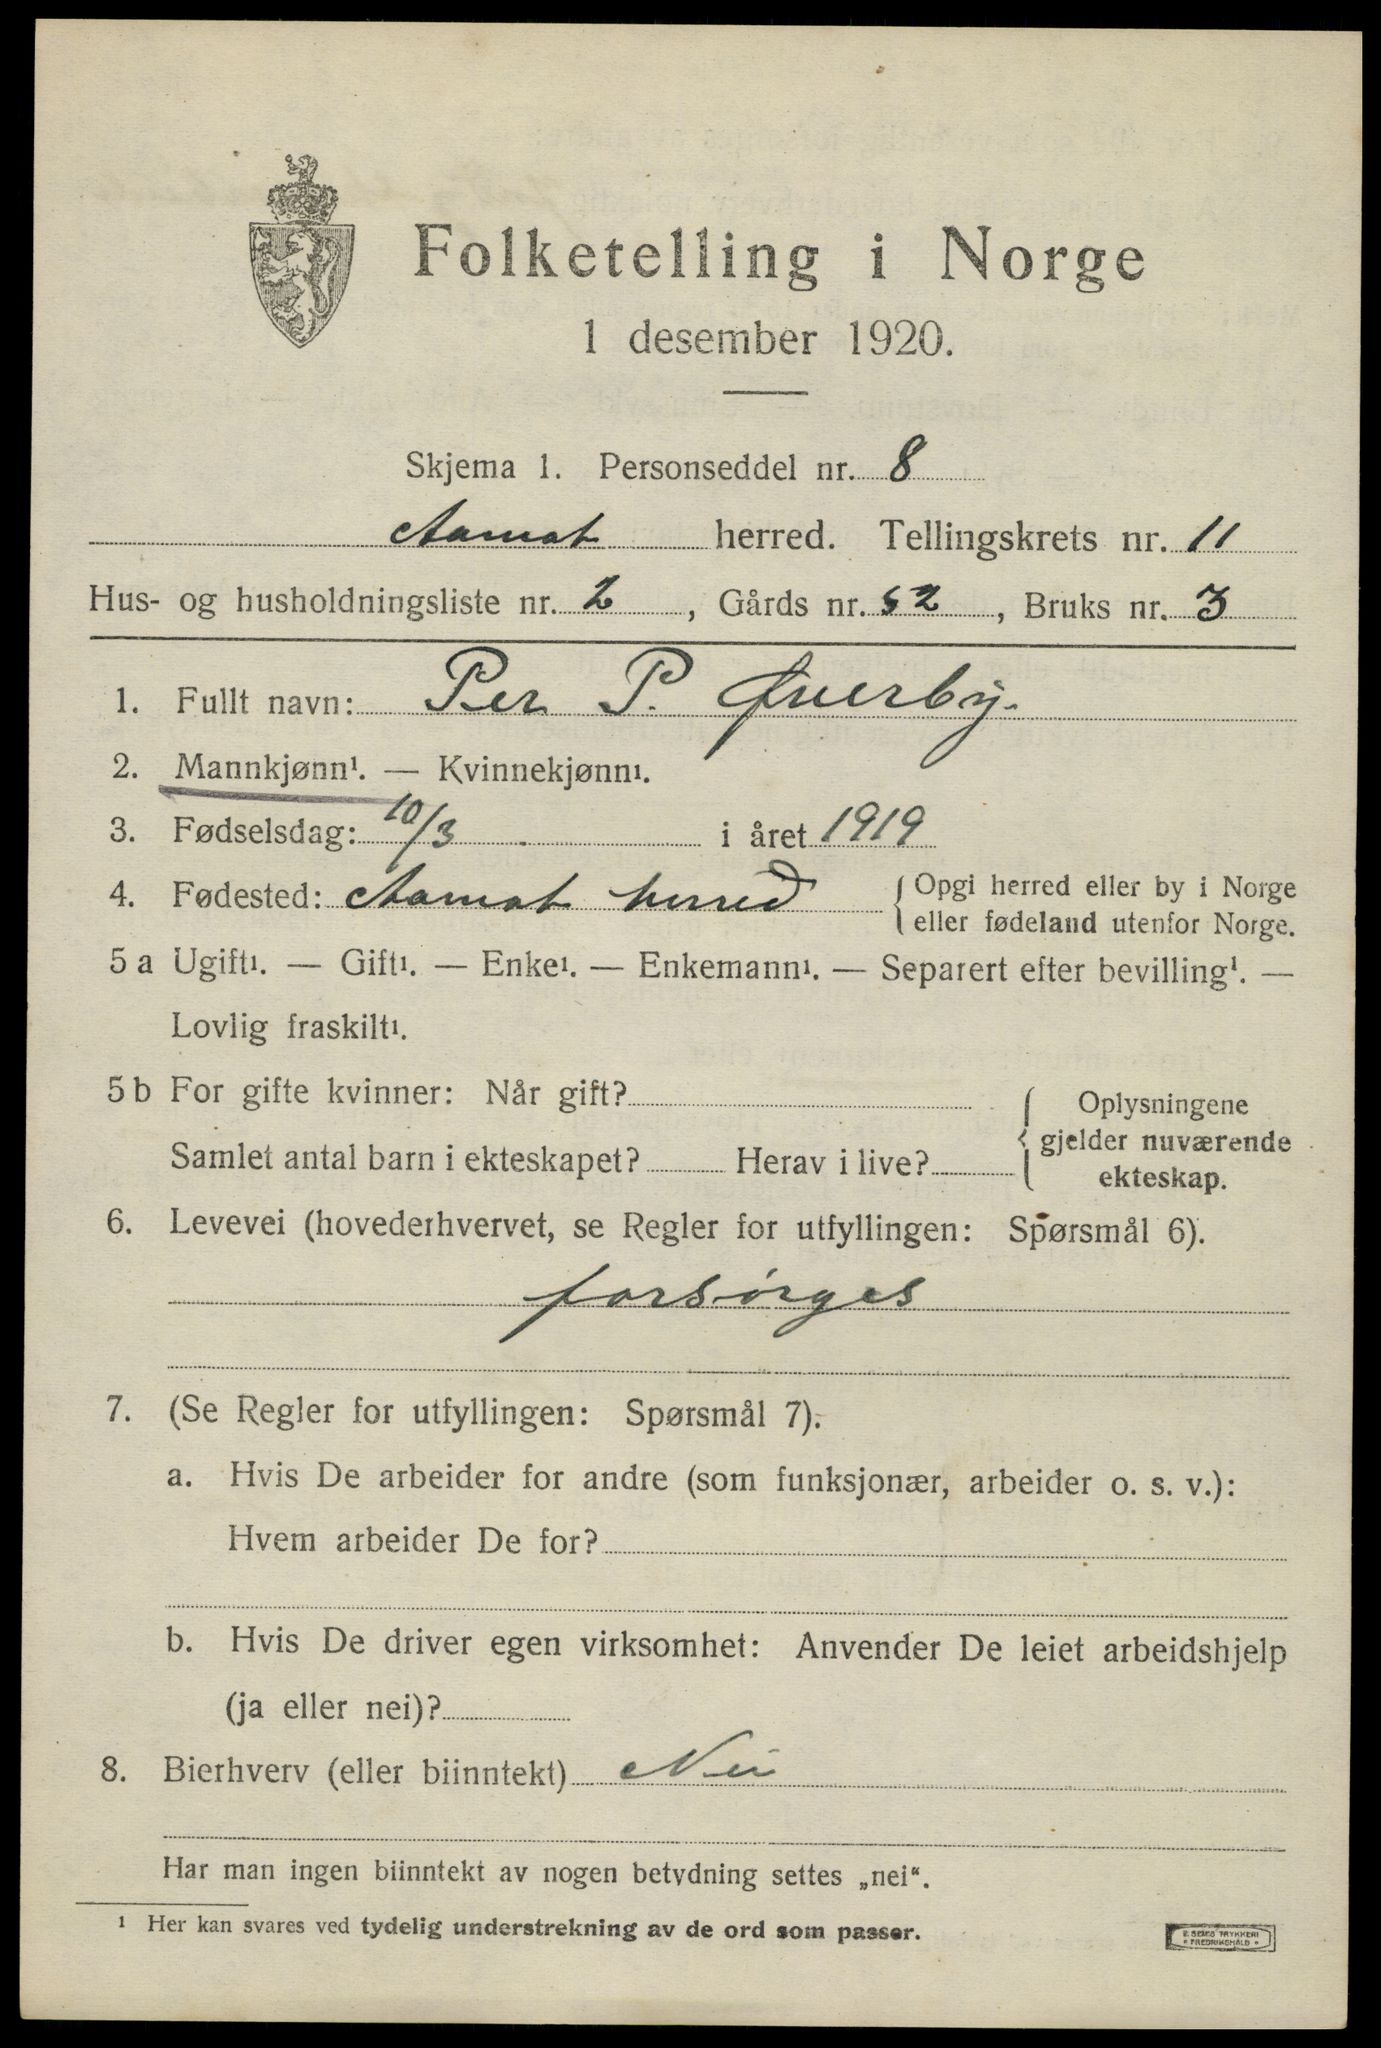 Folketelling i Norge
1 desember 1920.
Skjema 1. Personseddel nr. 8
Aamot herred. Tellingskrets nr. 11
Hus- og husholdningsliste nr. 2, Gårds nr. 52, Bruks nr. 3
1. Fullt navn: Per P. Øverby.
2. Mannkjønn¹. — Kvinnekjønn¹.
3. Fødselsdag: 10/3 i året 1919
4. Fødested: Aamot herred { Opgi herred eller by i Norge
eller fødeland utenfor Norge.
5 a Ugift¹. — Gift¹. — Enke¹. — Enkemann¹. — Separert efter bevilling¹. —
Lovlig fraskilt¹.
5 b For gifte kvinner: Når gift?
Samlet antal barn i ekteskapet? Herav i live?
{ Oplysningene
gjelder nuværende
ekteskap.
6. Levevei (hovederhvervet, se Regler for utfyllingen: Spørsmål 6).
forsørges
7. (Se Regler for utfyllingen: Spørsmål 7).
a. Hvis De arbeider for andre (som funksjonær, arbeider o. s. v.):
Hvem arbeider De for?
b. Hvis De driver egen virksomhet: Anvender De leiet arbeidshjelp
(ja eller nei)?
8. Bierhverv (eller biinntekt) Nei
Har man ingen biinntekt av nogen betydning settes „nei“.
¹ Her kan svares ved tydelig understrekning av de ord som passer.
E. SEMS TRYKKERI
• FREDRIKSHALD •